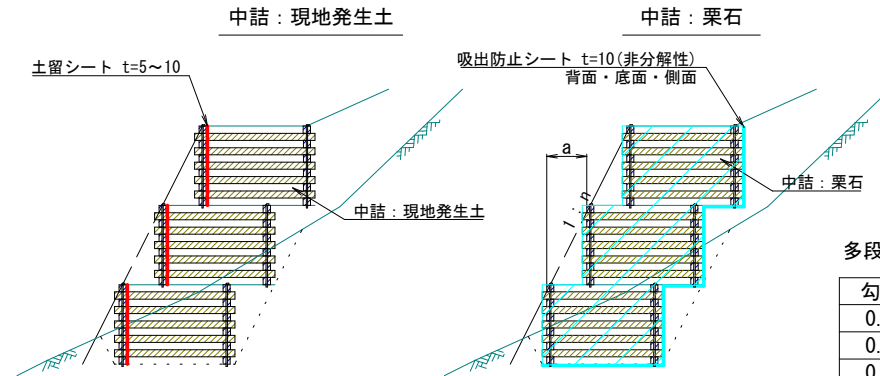 中詰：現地発生土
中詰：栗石
土留シート t=5～10
吸出防止シート t=10(非分解性)
背面・底面・側面
a
n
1
中詰：栗石
中詰：現地発生土
多段
勾
0.
0.
0.